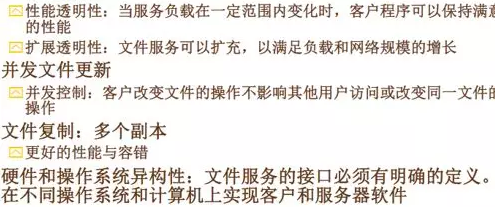 性能透明性：当服务负载在一定范围内变化时，客户程序可以保持满意
的性能
扩展透明性：文件服务可以扩充，以满足负载和网络规模的增长
并发文件更新
并发控制：客户改变文件的操作不影响其他用户访问或改变同一文件的
操作
文件复制：多个副本
更好的性能与容错
硬件和操作系统异构性：文件服务的接口必须有明确的定义。
在不同操作系统和计算机上实现客户和服务器软件